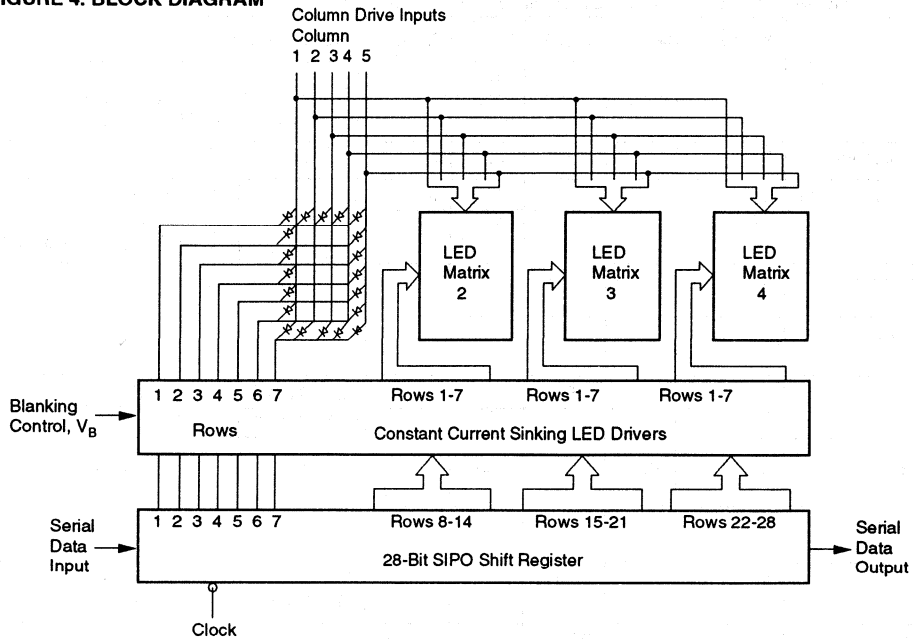 FIGURE 4. BLOCK DIAGRAM
Column Drive Inputs
Column
1 2 3 4 5
LED
Matrix
2
LED
Matrix
3
LED
Matrix
4
1 2 3 4 5 6 7
Rows 1-7
Rows 1-7
Rows 1-7
Blanking
Control, VB
Rows
Constant Current Sinking LED Drivers
1 2 3 4 5 6 7
Rows 8-14
Rows 15-21
Rows 22-28
Serial
Data
Input
28-Bit SIPO Shift Register
Serial
Data
Output
Clock